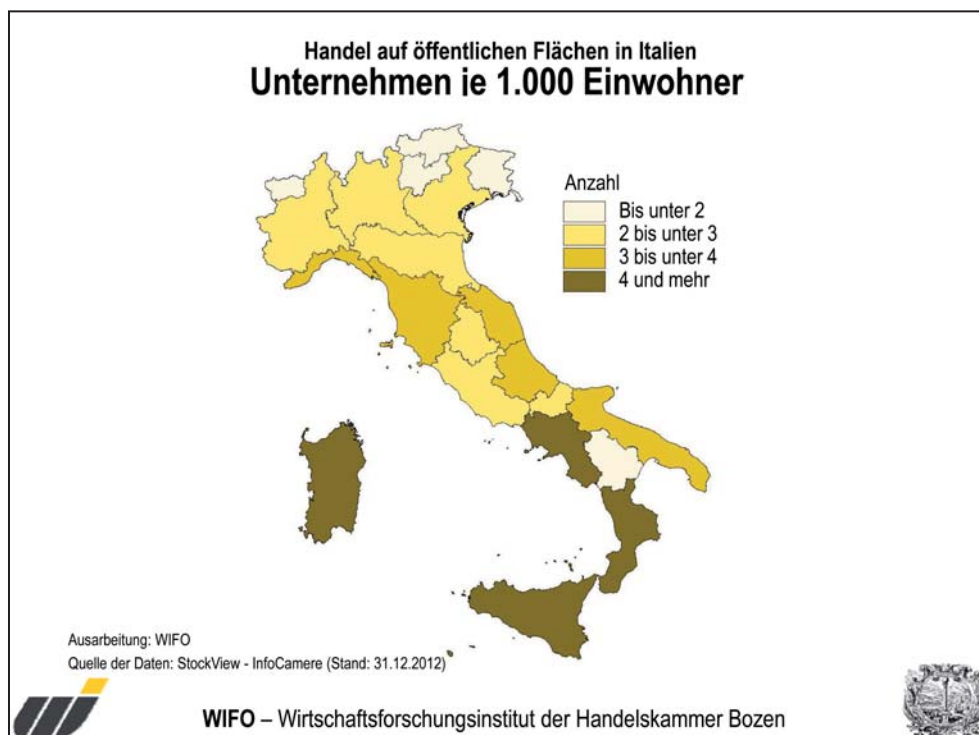 Handel auf öffentlichen Flächen in Italien
Unternehmen ie 1.000 Einwohner
Anzahl
Bis unter 2
2 bis unter 3
3 bis unter 4
4 und mehr
Ausarbeitung: WIFO
Quelle der Daten: StockView - InfoCamere (Stand: 31.12.2012)
WIFO – Wirtschaftsforschungsinstitut der Handelskammer Bozen